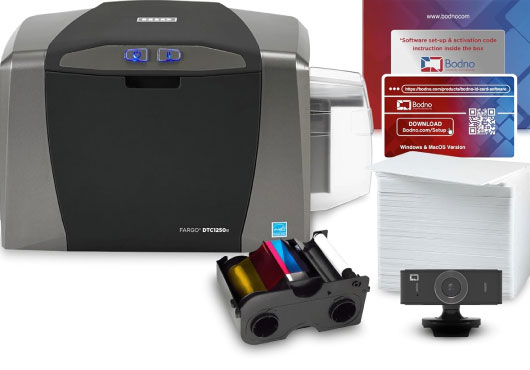 BODNO
FARGO® DTC1250e
www.bodnocom
*Software set-up & activation code
instruction inside the box
Bodno
https://bodno.com/products/bodno-id-card-software
Bodno
DOWNLOAD
Bodno.com/Setup
Windows & MacOS Version